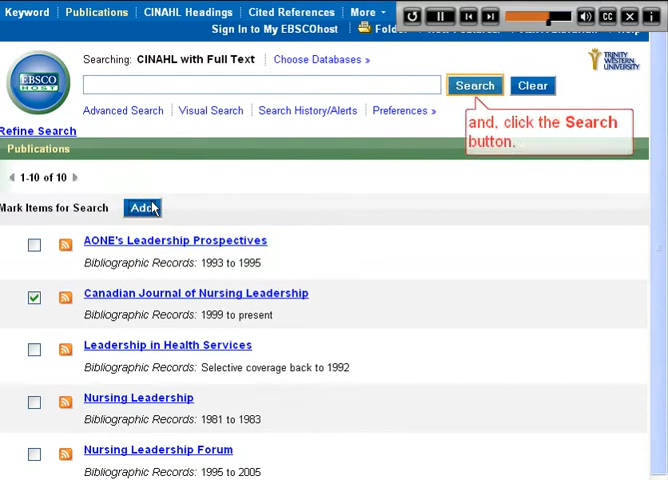 Keyword Publications CINAHL Headings Cited References More
Sign In to My EBSCOhost
Searching: CINAHL with Full Text Choose Databases »
EBSCO
HOST
TRINITY
WESTERN
UNIVERSITY
Search Clear
Advanced Search Visual Search Search History/Alerts Preferences »
and, click the Search
button.
Refine Search
Publications
1-10 of 10
Mark Items for Search Add
AONE's Leadership Prospectives
Bibliographic Records: 1993 to 1995
Canadian Journal of Nursing Leadership
Bibliographic Records: 1999 to present
Leadership in Health Services
Bibliographic Records: Selective coverage back to 1992
Nursing Leadership
Bibliographic Records: 1981 to 1983
Nursing Leadership Forum
Bibliographic Records: 1995 to 2005
CC